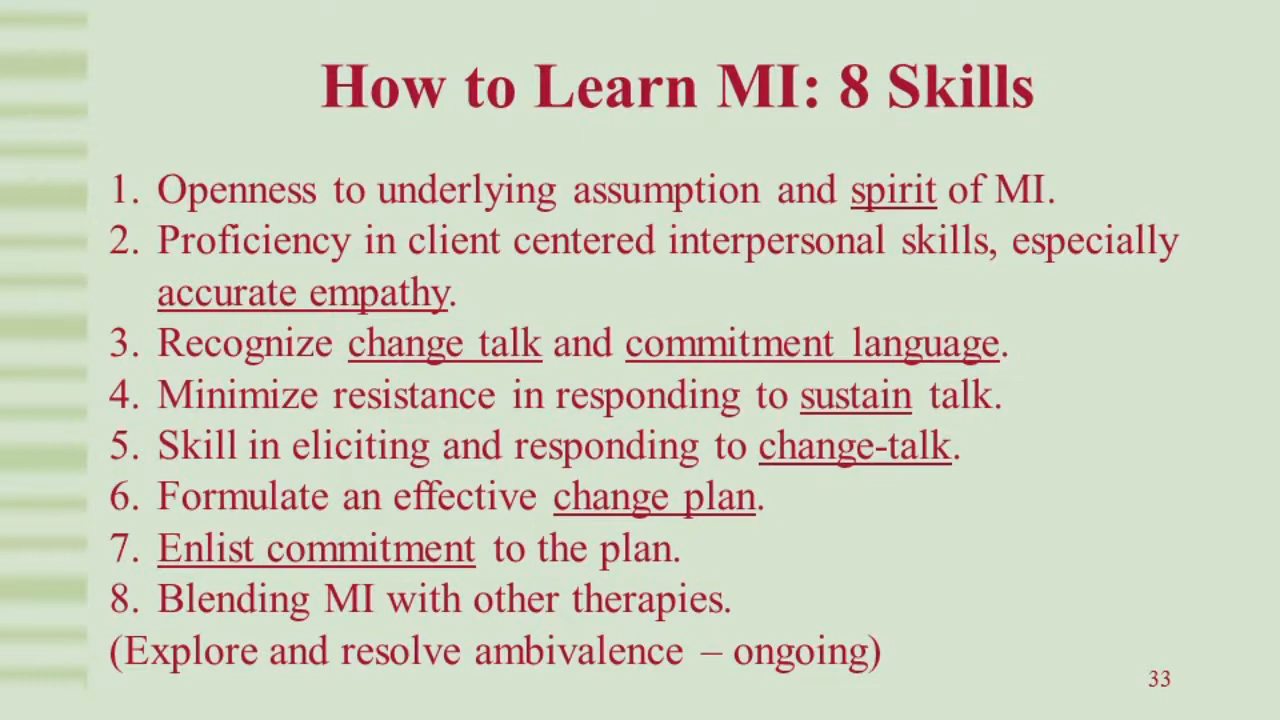 How to Learn MI: 8 Skills
1. Openness to underlying assumption and spirit of MI.
2. Proficiency in client centered interpersonal skills, especially
accurate empathy.
3. Recognize change talk and commitment language.
4. Minimize resistance in responding to sustain talk.
5. Skill in eliciting and responding to change-talk.
6. Formulate an effective change plan.
7. Enlist commitment to the plan.
8. Blending MI with other therapies.
(Explore and resolve ambivalence – ongoing)
33